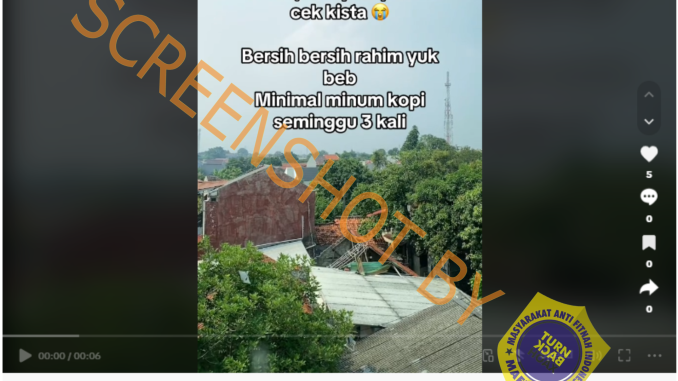 cek kista 😭
Bersih bersih rahim yuk
beb
Minimal minum kopi
seminggu 3 kali
5
0
0
0
00:00 / 00:06
SCREENSHOT BY
MASYARAKAT ANTI FITNAH INDONESIA
TURN
BACK